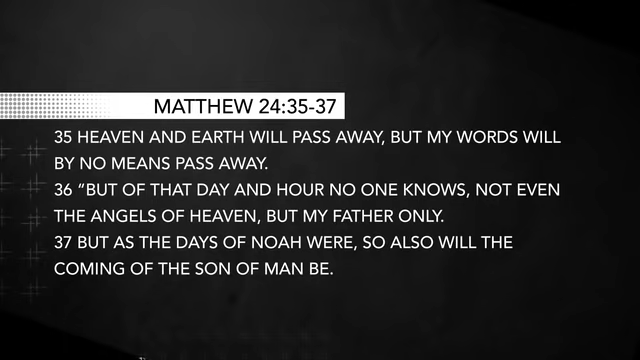 MATTHEW 24:35-37
35 HEAVEN AND EARTH WILL PASS AWAY, BUT MY WORDS WILL
BY NO MEANS PASS AWAY.
36 “BUT OF THAT DAY AND HOUR NO ONE KNOWS, NOT EVEN
THE ANGELS OF HEAVEN, BUT MY FATHER ONLY.
37 BUT AS THE DAYS OF NOAH WERE, SO ALSO WILL THE
COMING OF THE SON OF MAN BE.